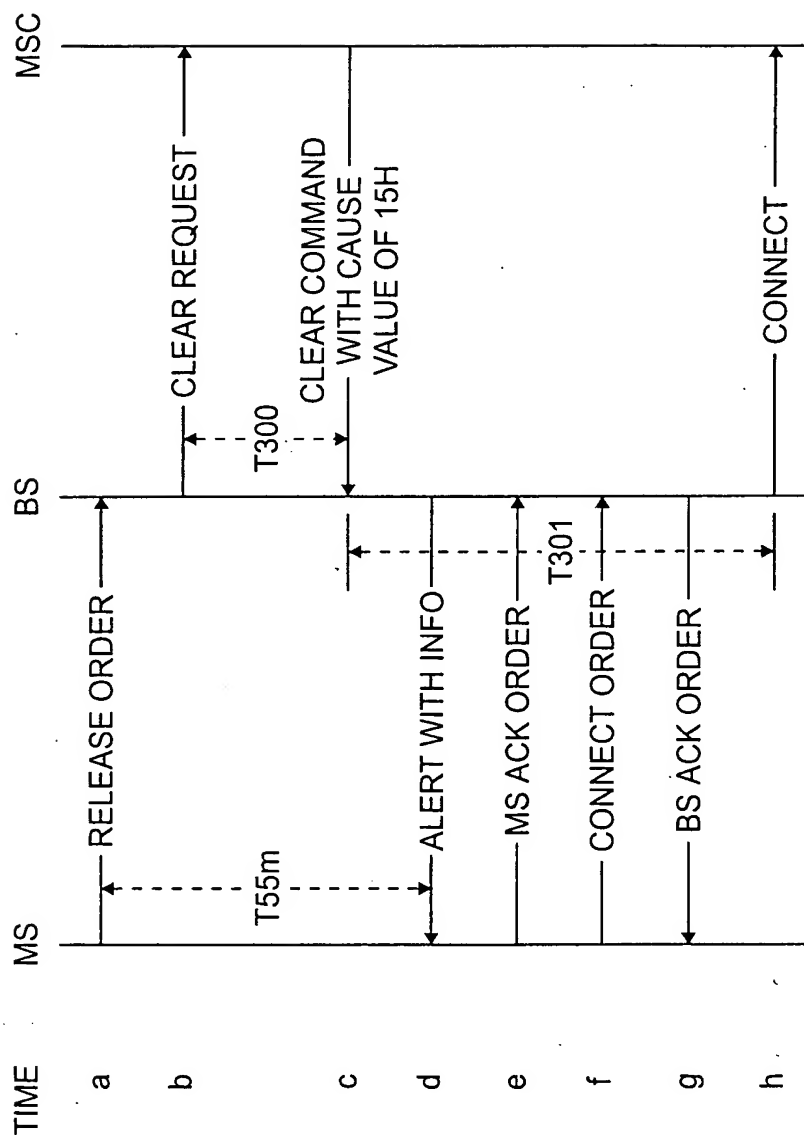 TIME MS BS MSC
a RELEASE ORDER
b CLEAR REQUEST
T55m
T300
c CLEAR COMMAND
WITH CAUSE
VALUE OF 15H
d ALERT WITH INFO
e MS ACK ORDER
T301
f CONNECT ORDER
g BS ACK ORDER
h CONNECT